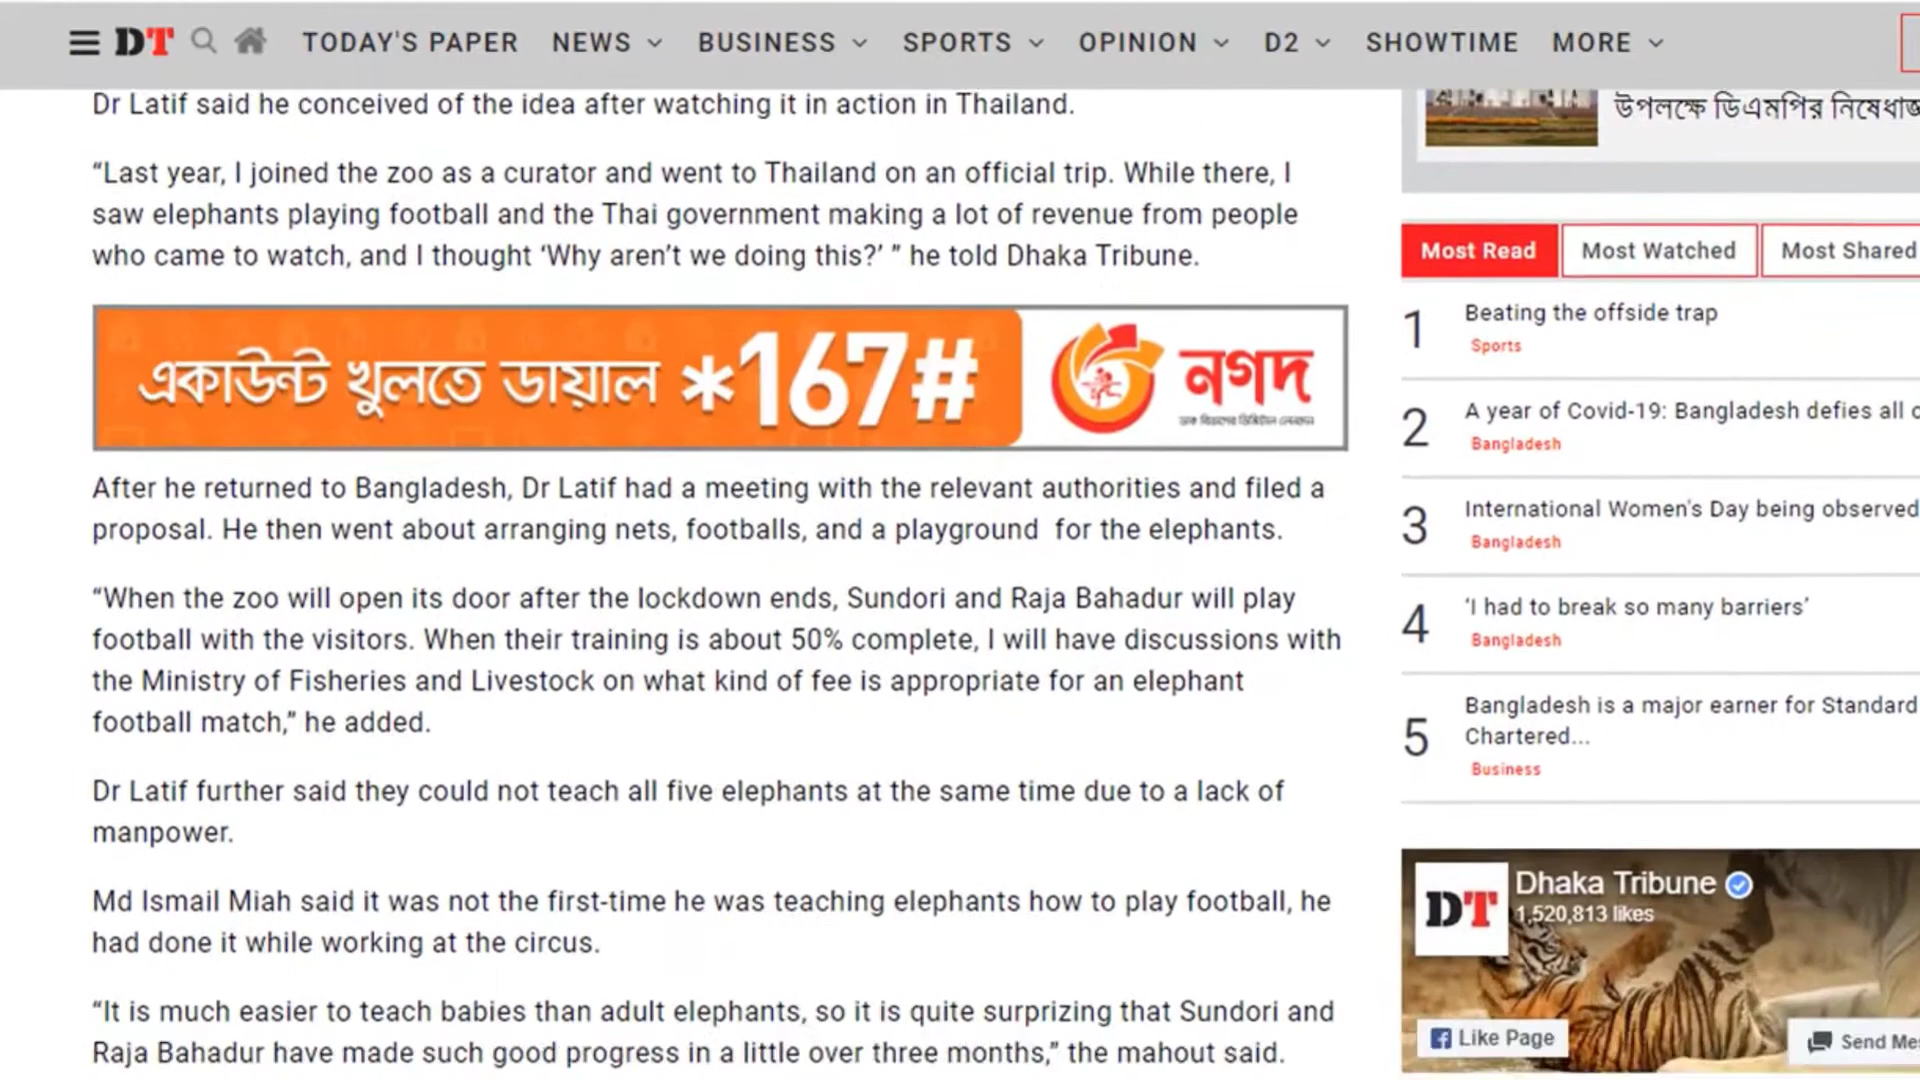 DT TODAY'S PAPER NEWS BUSINESS SPORTS OPINION D2 SHOWTIME MORE
Dr Latif said he conceived of the idea after watching it in action in Thailand.
“Last year, I joined the zoo as a curator and went to Thailand on an official trip. While there, I
saw elephants playing football and the Thai government making a lot of revenue from people
who came to watch, and I thought ‘Why aren’t we doing this?’ ” he told Dhaka Tribune.
একাউন্ট খুলতে ডায়াল *167#
নগদ
After he returned to Bangladesh, Dr Latif had a meeting with the relevant authorities and filed a
proposal. He then went about arranging nets, footballs, and a playground for the elephants.
“When the zoo will open its door after the lockdown ends, Sundori and Raja Bahadur will play
football with the visitors. When their training is about 50% complete, I will have discussions with
the Ministry of Fisheries and Livestock on what kind of fee is appropriate for an elephant
football match,” he added.
Dr Latif further said they could not teach all five elephants at the same time due to a lack of
manpower.
Md Ismail Miah said it was not the first-time he was teaching elephants how to play football, he
had done it while working at the circus.
“It is much easier to teach babies than adult elephants, so it is quite surprizing that Sundori and
Raja Bahadur have made such good progress in a little over three months,” the mahout said.
উপলক্ষে ডিএমপির
Most Read Most Watched Most Shared
1 Beating the offside trap
Sports
2 A year of Covid-19: Bangladesh defies all
Bangladesh
3 International Women's Day being observed
Bangladesh
4 ‘I had to break so many barriers’
Bangladesh
5 Bangladesh is a major earner for Standard
Chartered...
Business
DT Dhaka Tribune
1,520,813 likes
Like Page
Send